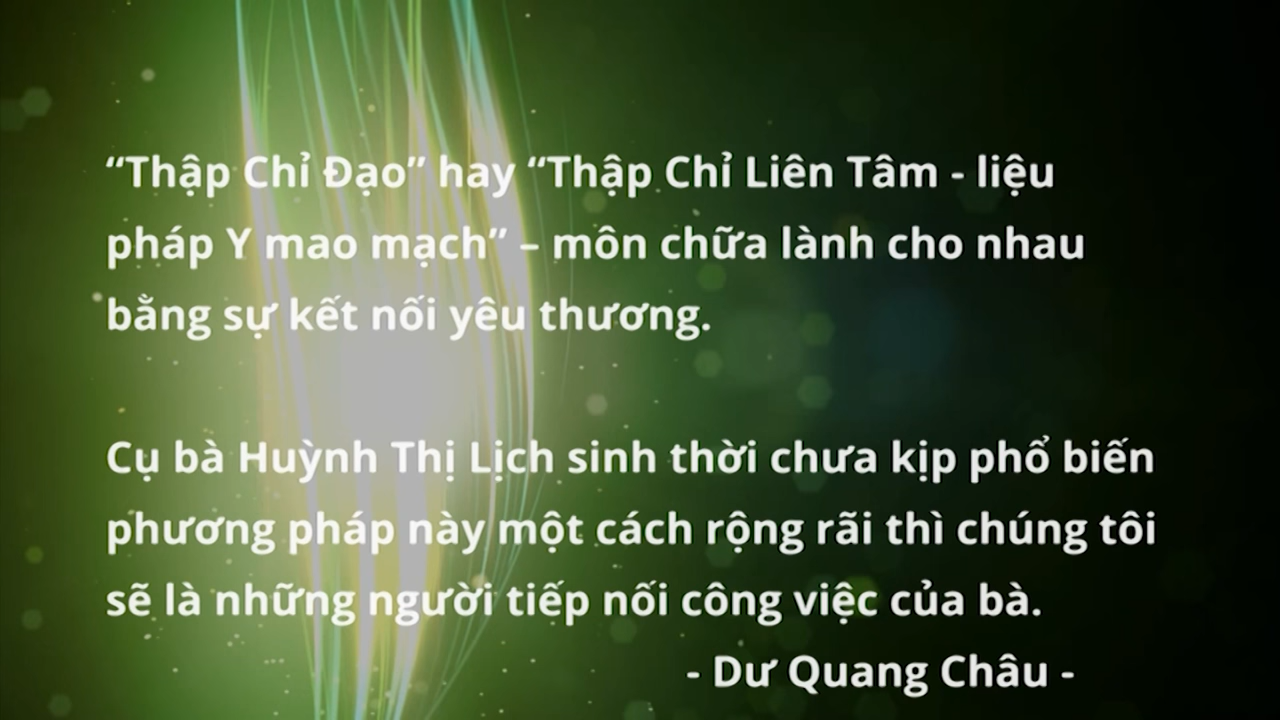 “Thập Chỉ Đạo” hay “Thập Chỉ Liên Tâm - liệu
pháp Y mao mạch” – môn chữa lành cho nhau
bằng sự kết nối yêu thương.
Cụ bà Huỳnh Thị Lịch sinh thời chưa kịp phổ biến
phương pháp này một cách rộng rãi thì chúng tôi
sẽ là những người tiếp nối công việc của bà.
- Dư Quang Châu -